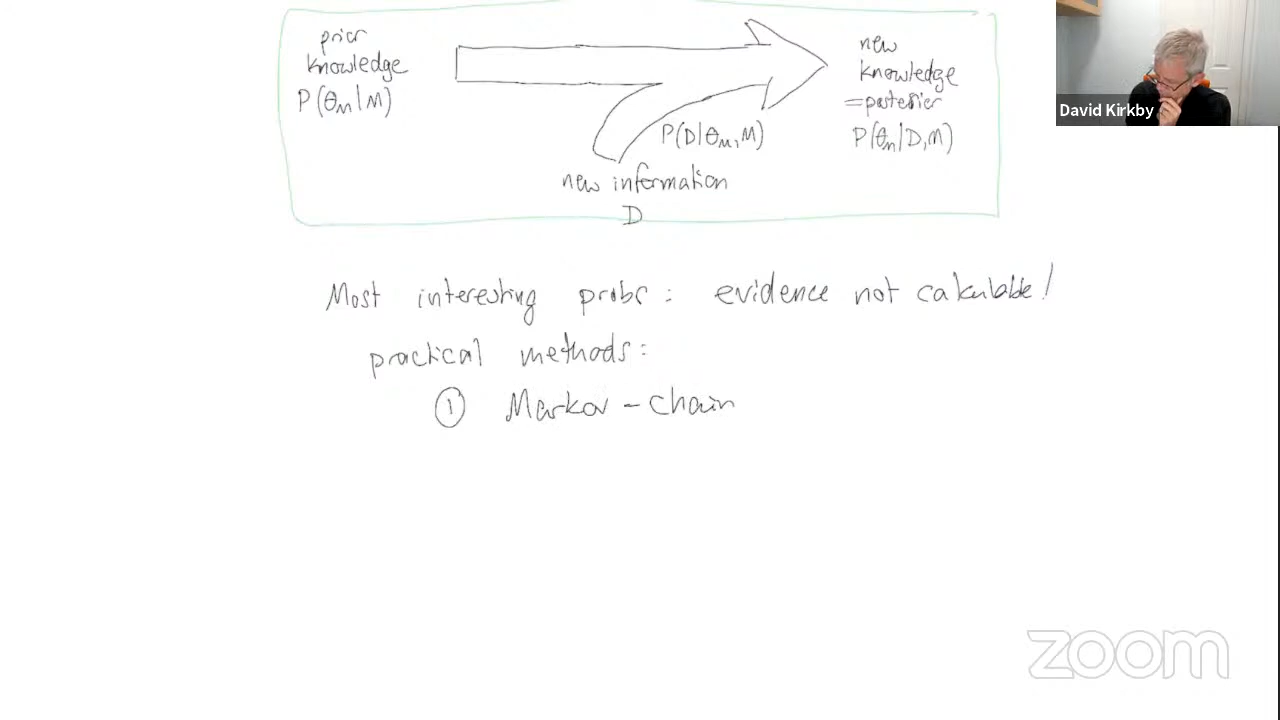 prior
knowledge
P(θₘ|M)
new
knowledge
=posterior
P(θₘ|D,M)
P(D|θₘ,M)
new information
D
Most interesting probs : evidence not calculable!
practical methods:
① Markov-chain
David Kirkby
zoom